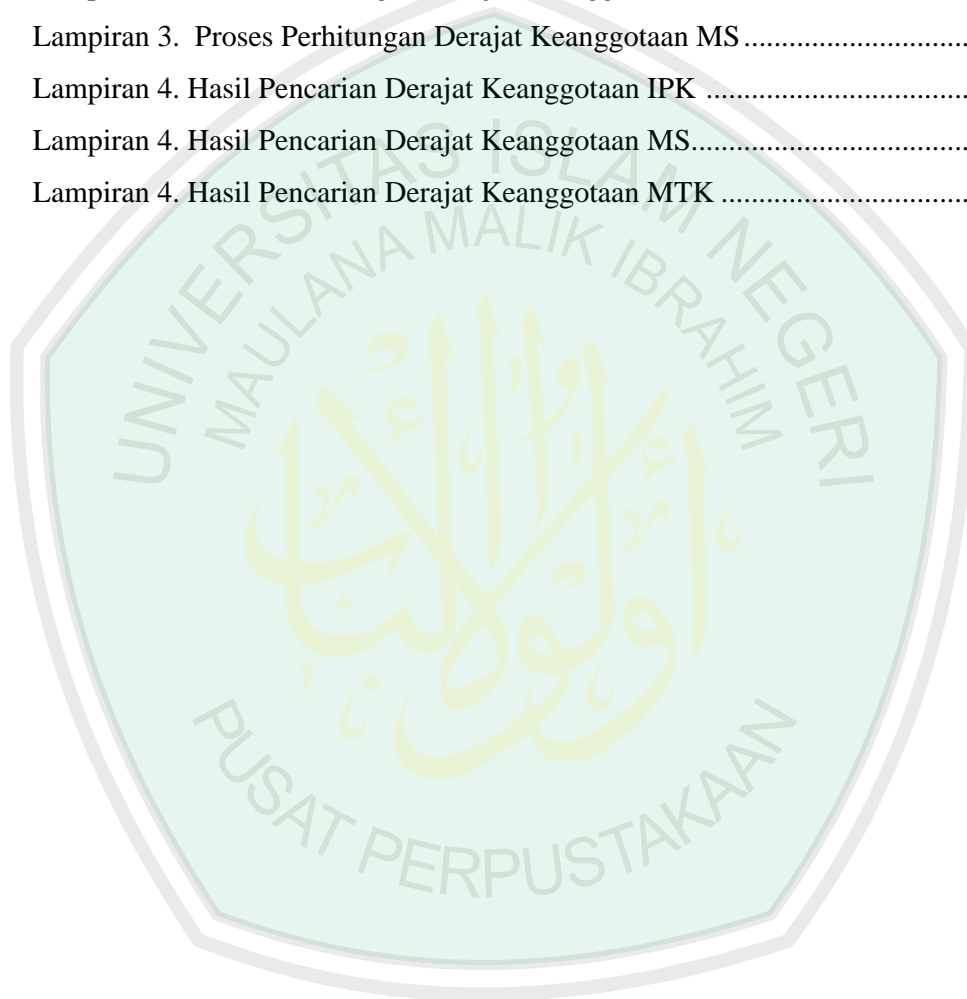 Lampiran 3.  Proses Perhitungan Derajat Keanggotaan MS.............................
Lampiran 4. Hasil Pencarian Derajat Keanggotaan IPK ................................
Lampiran 4. Hasil Pencarian Derajat Keanggotaan MS.................................
Lampiran 4. Hasil Pencarian Derajat Keanggotaan MTK ..............................
UNIVERSITAS ISLAM NEGERI
MAULANA MALIK IBRAHIM
PUSAT PERPUSTAKAAN